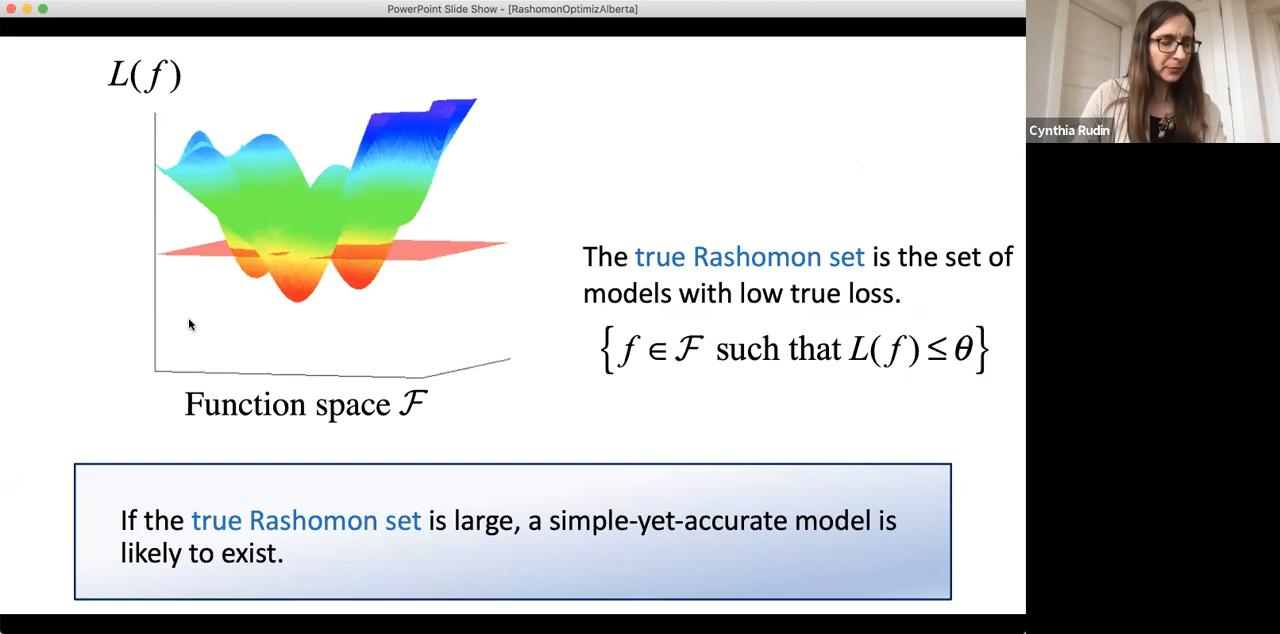 PowerPoint Slide Show - [RashomonOptimizAlberta]
L(f)
Function space ℱ
The true Rashomon set is the set of
models with low true loss.
{f ∈ ℱ such that L(f) ≤ θ}
If the true Rashomon set is large, a simple-yet-accurate model is
likely to exist.
Cynthia Rudin